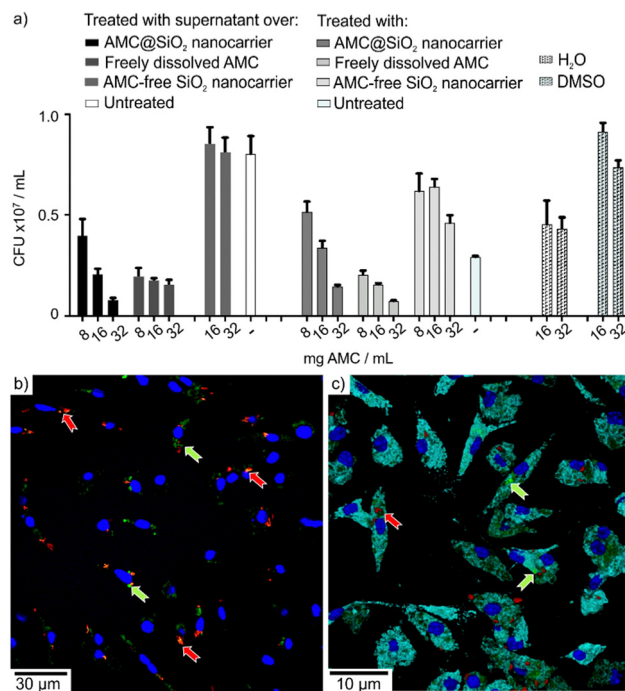 a)
Treated with supernatant over:
AMC@SiO₂ nanocarrier
Freely dissolved AMC
AMC-free SiO₂ nanocarrier
Untreated
Treated with:
AMC@SiO₂ nanocarrier
Freely dissolved AMC
AMC-free SiO₂ nanocarrier
Untreated
H₂O
DMSO
CFU x10⁷ / mL
1.0
0.5
0
8 16 32 8 16 32 16 32 - 8 16 32 8 16 32 8 16 32 - 16 32 16 32
mg AMC / mL
b)
30 µm
c)
10 µm